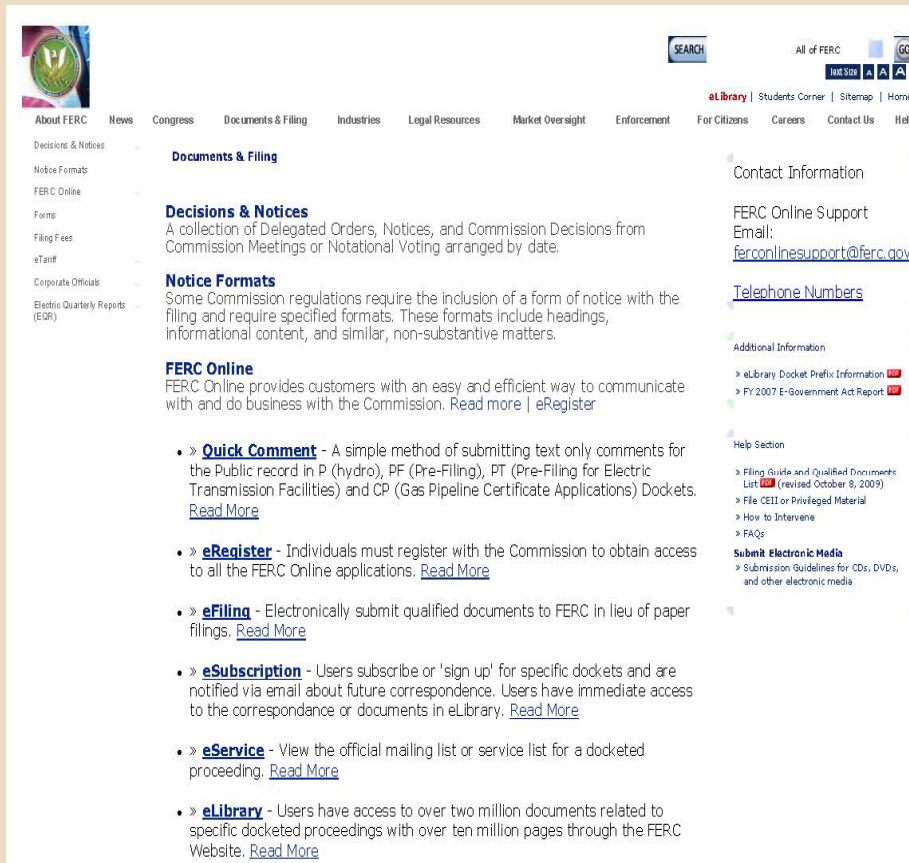 SEARCH
All of FERC
GO
Text Size A A A
eLibrary | Students Corner | Sitemap | Home
About FERC News Congress Documents & Filing Industries Legal Resources Market Oversight Enforcement For Citizens Careers Contact Us Hel
Decisions & Notices
Notice Formats
FERC Online
Forms
Filing Fees
eTariff
Corporate Officials
Electric Quarterly Reports
(EQR)
Documents & Filing
Decisions & Notices
A collection of Delegated Orders, Notices, and Commission Decisions from
Commission Meetings or Notational Voting arranged by date.
Notice Formats
Some Commission regulations require the inclusion of a form of notice with the
filing and require specified formats. These formats include headings,
informational content, and similar, non-substantive matters.
FERC Online
FERC Online provides customers with an easy and efficient way to communicate
with and do business with the Commission. Read more | eRegister
• » Quick Comment - A simple method of submitting text only comments for
the Public record in P (hydro), PF (Pre-Filing), PT (Pre-Filing for Electric
Transmission Facilities) and CP (Gas Pipeline Certificate Applications) Dockets.
Read More
• » eRegister - Individuals must register with the Commission to obtain access
to all the FERC Online applications. Read More
• » eFiling - Electronically submit qualified documents to FERC in lieu of paper
filings. Read More
• » eSubscription - Users subscribe or 'sign up' for specific dockets and are
notified via email about future correspondence. Users have immediate access
to the correspondance or documents in eLibrary. Read More
• » eService - View the official mailing list or service list for a docketed
proceeding. Read More
• » eLibrary - Users have access to over two million documents related to
specific docketed proceedings with over ten million pages through the FERC
Website. Read More
Contact Information
FERC Online Support
Email:
ferconlinesupport@ferc.gov
Telephone Numbers
Additional Information
» eLibrary Docket Prefix Information PDF
» FY 2007 E-Government Act Report PDF
Help Section
» Filing Guide and Qualified Documents
List PDF (revised October 8, 2009)
» File CEII or Privileged Material
» How to Intervene
» FAQs
Submit Electronic Media
» Submission Guidelines for CDs, DVDs,
and other electronic media